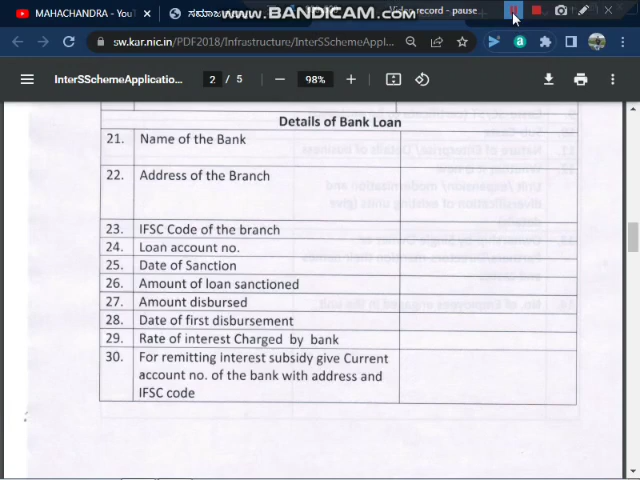 MAHACHANDRA - YouT
ಸಮಾಜ
www.BANDICAM.com
Video record - pause
sw.kar.nic.in/PDF2018/Infrastructure/InterSSchemeAppl...
InterSSchemeApplicatio...
2 / 5
98%
Details of Bank Loan
21. Name of the Bank
22. Address of the Branch
23. IFSC Code of the branch
24. Loan account no.
25. Date of Sanction
26. Amount of loan sanctioned
27. Amount disbursed
28. Date of first disbursement
29. Rate of interest Charged by bank
30. For remitting interest subsidy give Current
account no. of the bank with address and
IFSC code